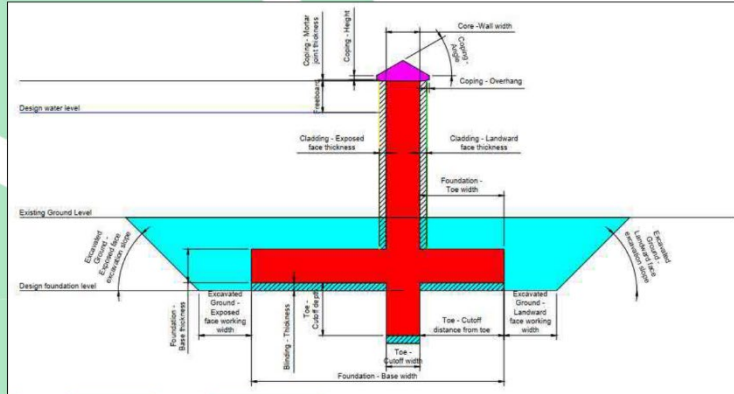 Core -Wall width
Coping - Mortar
joint thickness
Coping - Height
Coping -
Angle
Coping - Overhang
Freeboard
Design water level
Cladding - Exposed
face thickness
Cladding - Landward
face thickness
Foundation -
Toe width
Existing Ground Level
Excavated
Ground -
Exposed face
excavation slope
Excavated
Ground -
Landward face
excavation slope
Design foundation level
Foundation -
Base thickness
Excavated
Ground -
Exposed
face working
width
Blinding - Thickness
Toe -
Cutoff depth
Toe - Cutoff
distance from toe
Excavated
Ground -
Landward
face working
width
Toe -
Cutoff width
Foundation - Base width